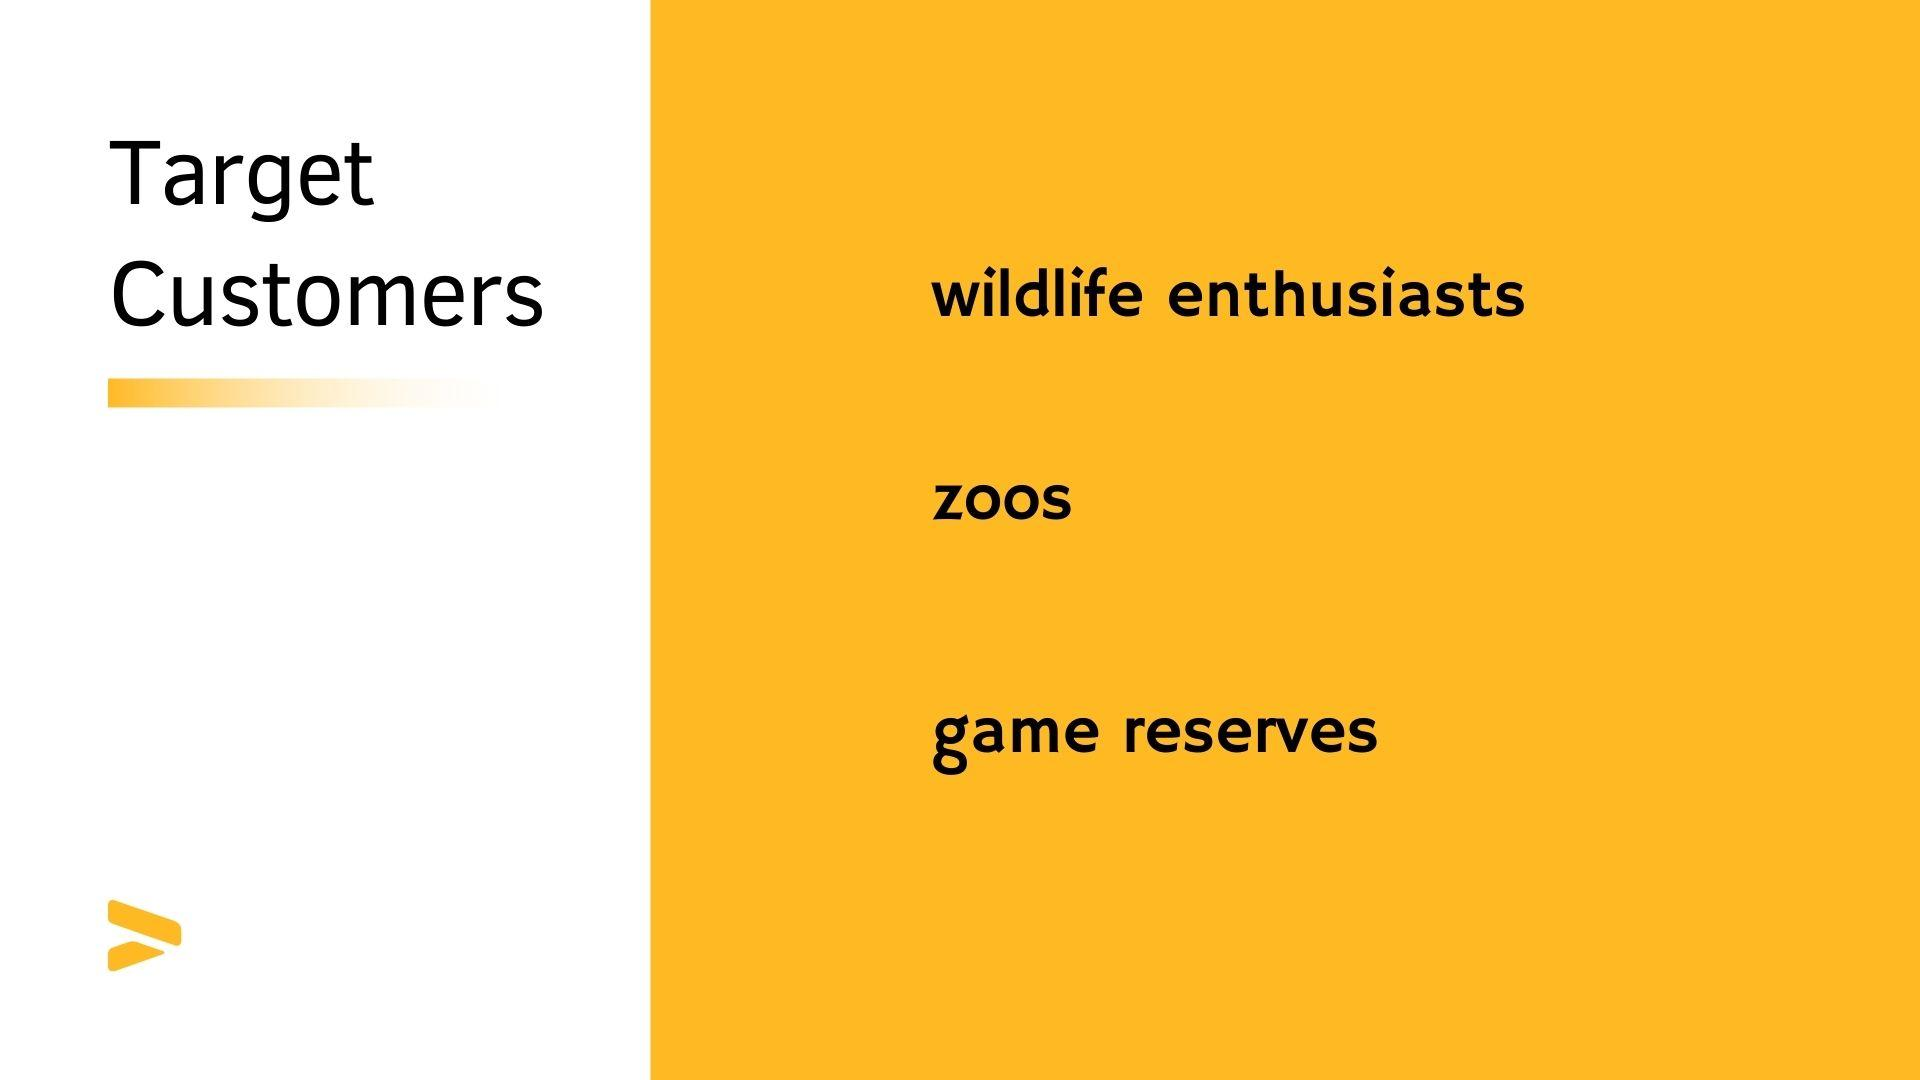 Target
Customers
wildlife enthusiasts
zoos
game reserves